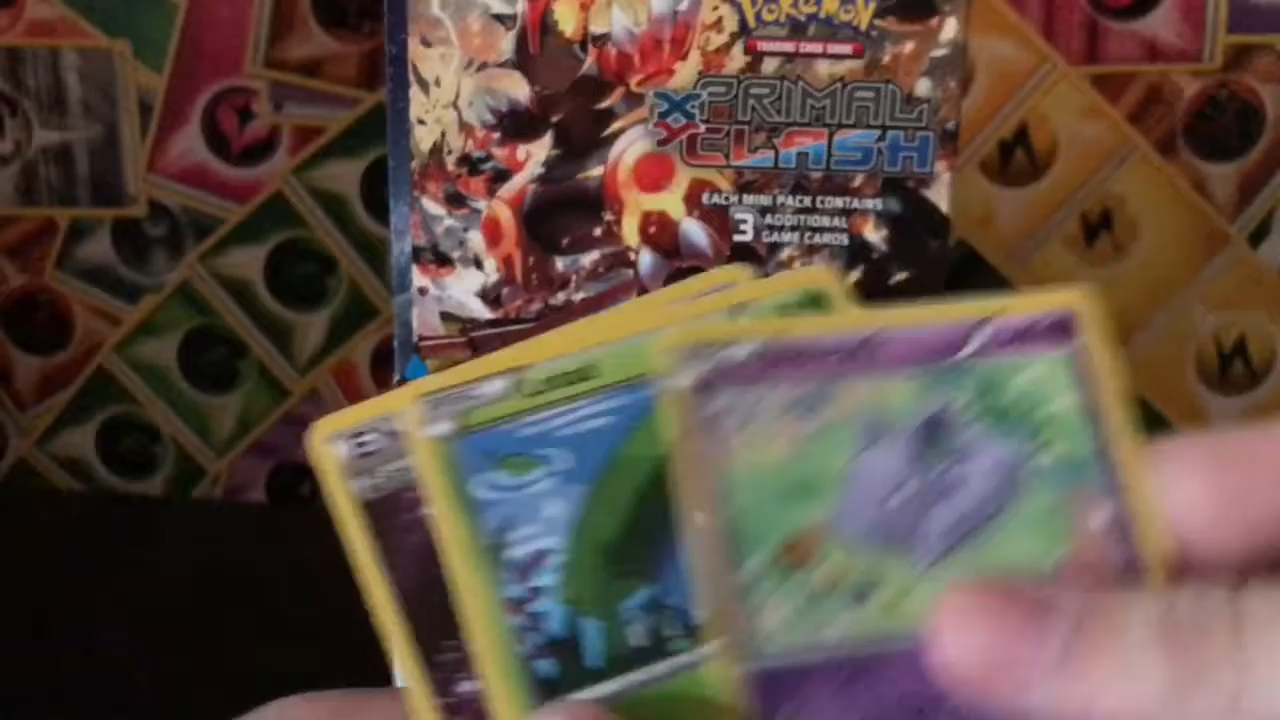 POKéMON
TRADING CARD GAME
XY PRIMAL
CLASH
EACH MINI PACK CONTAINS
3 ADDITIONAL
GAME CARDS